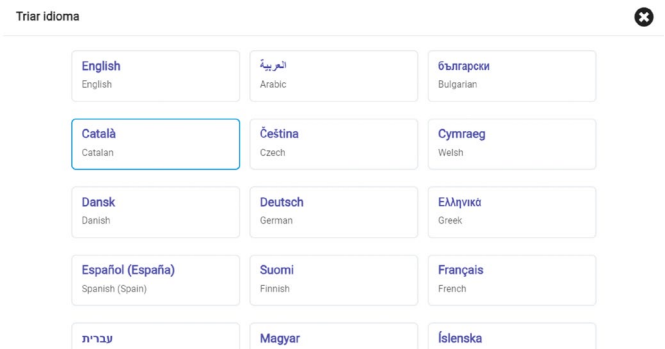 Triar idioma
English
English
العربية
Arabic
български
Bulgarian
Català
Catalan
Čeština
Czech
Cymraeg
Welsh
Dansk
Danish
Deutsch
German
Ελληνικά
Greek
Español (España)
Spanish (Spain)
Suomi
Finnish
Français
French
עברית
Magyar
Íslenska